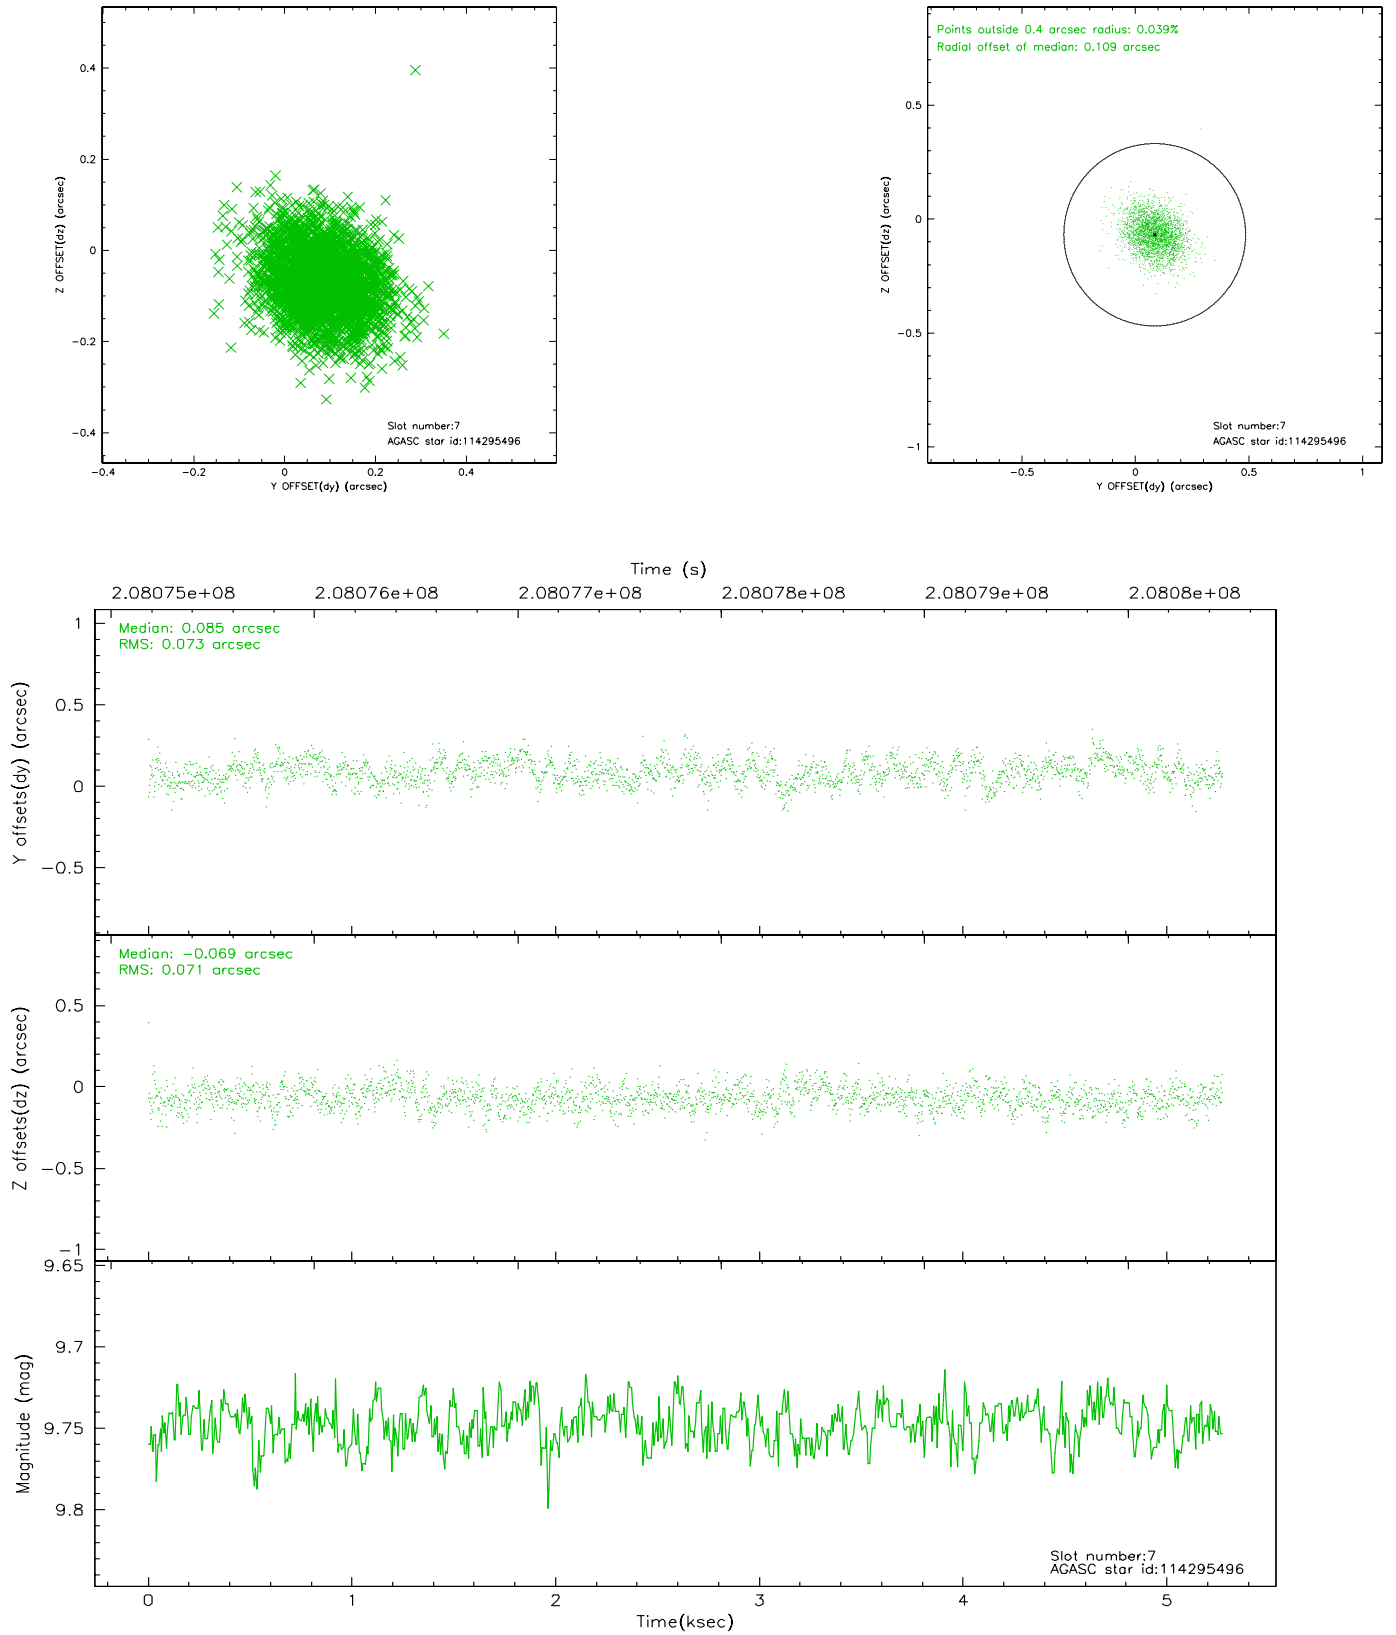 0.4
0.2
0
−0.2
−0.4
Z OFFSET(dz) (arcsec)
−0.4 −0.2 0 0.2 0.4
Y OFFSET(dy) (arcsec)
Slot number:7
AGASC star id:114295496
Points outside 0.4 arcsec radius: 0.039%
Radial offset of median: 0.109 arcsec
0.5
0
−0.5
−1
Z OFFSET(dz) (arcsec)
−0.5 0 0.5 1
Y OFFSET(dy) (arcsec)
Slot number:7
AGASC star id:114295496
Time (s)
2.08075e+08 2.08076e+08 2.08077e+08 2.08078e+08 2.08079e+08 2.0808e+08
Median: 0.085 arcsec
RMS: 0.073 arcsec
1
0.5
0
−0.5
Y offsets(dy) (arcsec)
Median: −0.069 arcsec
RMS: 0.071 arcsec
0.5
0
−0.5
−1
Z offsets(dz) (arcsec)
9.65
9.7
9.75
9.8
Magnitude (mag)
Slot number:7
AGASC star id:114295496
0 1 2 3 4 5
Time(ksec)